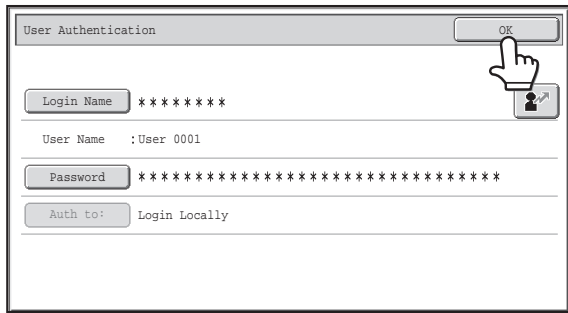 User Authentication OK
Login Name ********
User Name :User 0001
Password ********************************
Auth to: Login Locally